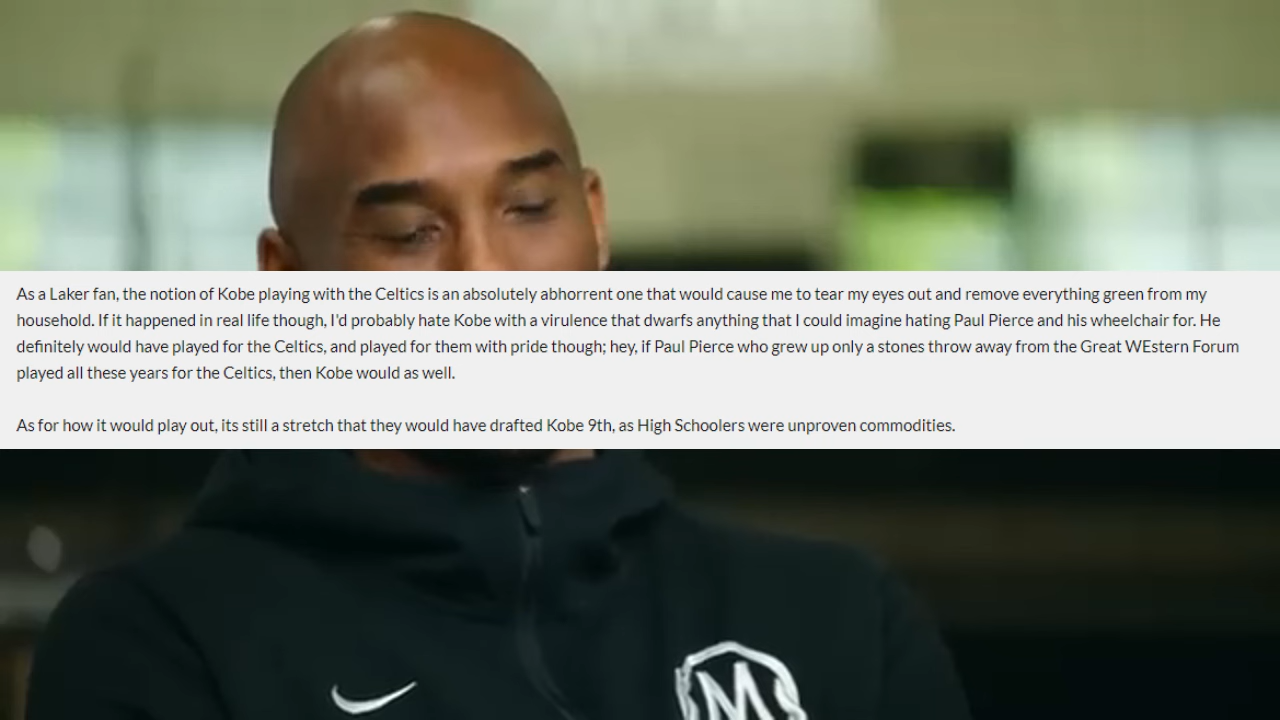 As a Laker fan, the notion of Kobe playing with the Celtics is an absolutely abhorrent one that would cause me to tear my eyes out and remove everything green from my
household. If it happened in real life though, I'd probably hate Kobe with a virulence that dwarfs anything that I could imagine hating Paul Pierce and his wheelchair for. He
definitely would have played for the Celtics, and played for them with pride though; hey, if Paul Pierce who grew up only a stones throw away from the Great WEstern Forum
played all these years for the Celtics, then Kobe would as well.
As for how it would play out, its still a stretch that they would have drafted Kobe 9th, as High Schoolers were unproven commodities.
M